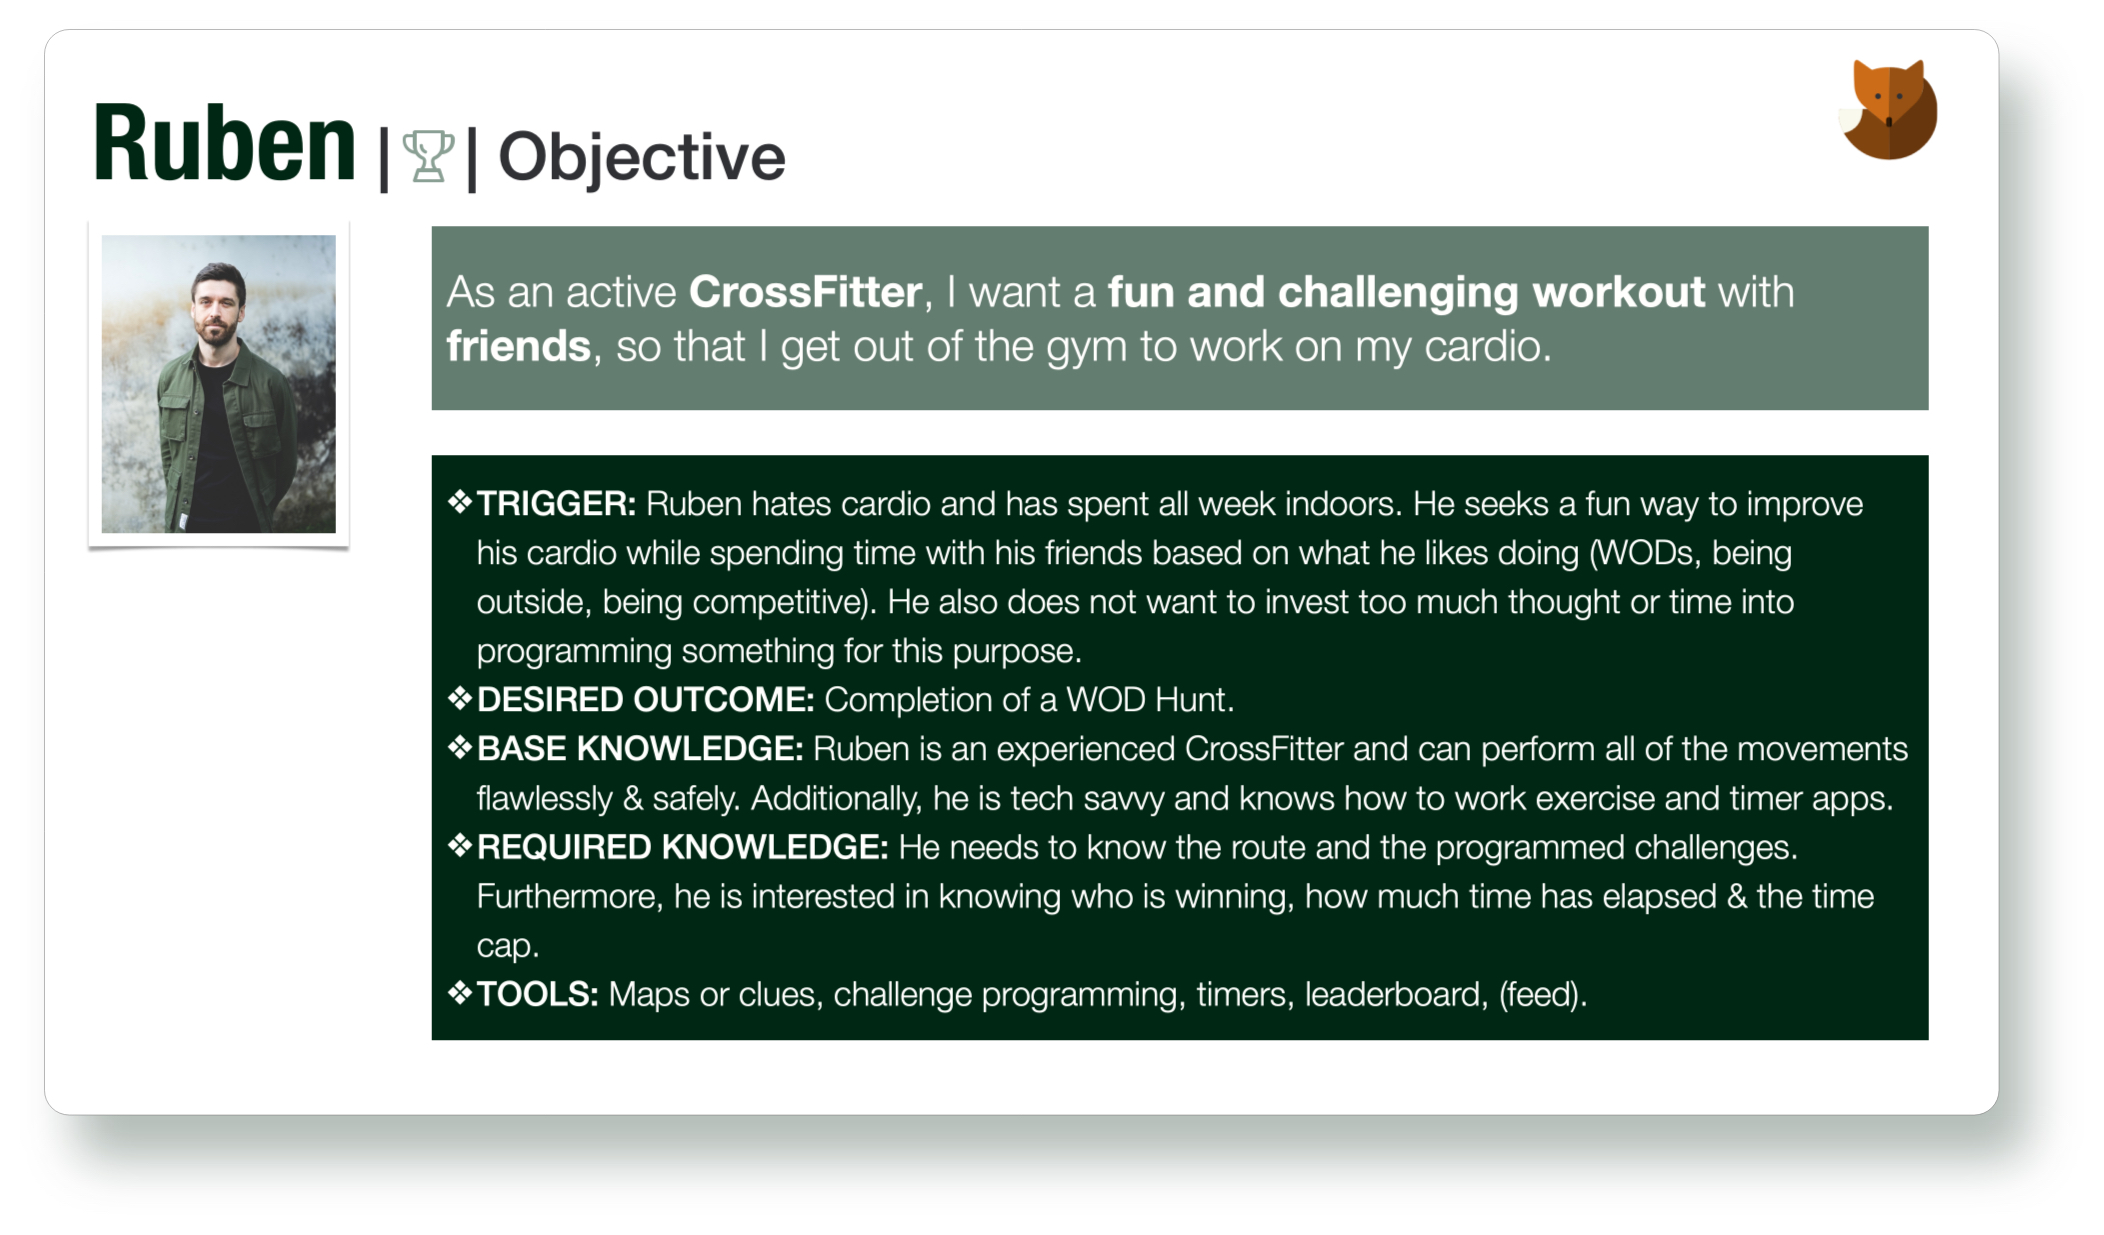 Ruben | | Objective
As an active CrossFitter, I want a fun and challenging workout with
friends, so that I get out of the gym to work on my cardio.
❖TRIGGER: Ruben hates cardio and has spent all week indoors. He seeks a fun way to improve
his cardio while spending time with his friends based on what he likes doing (WODs, being
outside, being competitive). He also does not want to invest too much thought or time into
programming something for this purpose.
❖DESIRED OUTCOME: Completion of a WOD Hunt.
❖BASE KNOWLEDGE: Ruben is an experienced CrossFitter and can perform all of the movements
flawlessly & safely. Additionally, he is tech savvy and knows how to work exercise and timer apps.
❖REQUIRED KNOWLEDGE: He needs to know the route and the programmed challenges.
Furthermore, he is interested in knowing who is winning, how much time has elapsed & the time
cap.
❖TOOLS: Maps or clues, challenge programming, timers, leaderboard, (feed).